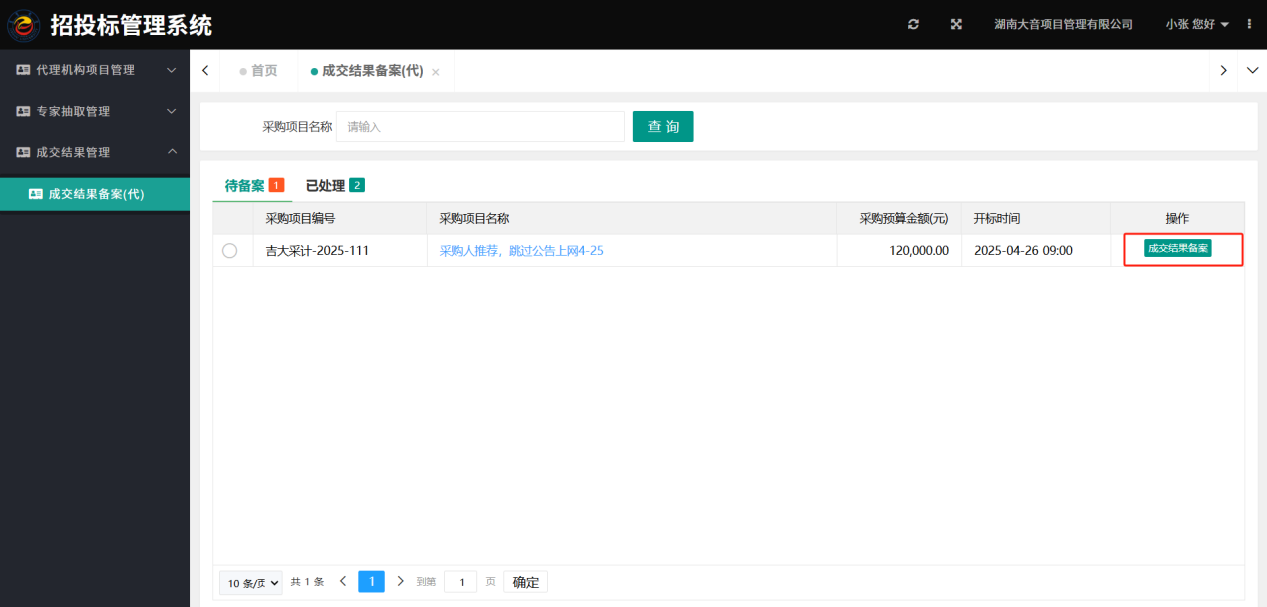 招投标管理系统
湖南大音项目管理有限公司
小张 您好
代理机构项目管理
专家抽取管理
成交结果管理
成交结果备案(代)
首页
成交结果备案(代)
采购项目名称
请输入
查 询
待备案 1
已处理 2
采购项目编号 采购项目名称 采购预算金额(元) 开标时间 操作
吉大采计-2025-111 采购人推荐，跳过公告上网4-25 120,000.00 2025-04-26 09:00 成交结果备案
10 条/页 共 1 条 1 到第 1 页 确定